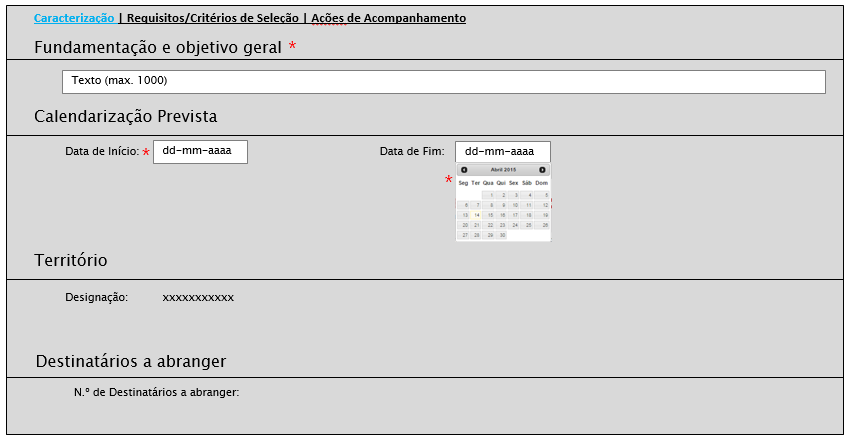 Caracterização | Requisitos/Critérios de Seleção | Ações de Acompanhamento
Fundamentação e objetivo geral *
Texto (max. 1000)
Calendarização Prevista
Data de Início: * dd-mm-aaaa Data de Fim: dd-mm-aaaa
*
Abril 2015
Seg Ter Qua Qui Sex Sáb Dom
1 2 3 4 5
6 7 8 9 10 11 12
13 14 15 16 17 18 19
20 21 22 23 24 25 26
27 28 29 30
Território
Designação: xxxxxxxxxxx
Destinatários a abranger
N.º de Destinatários a abranger: